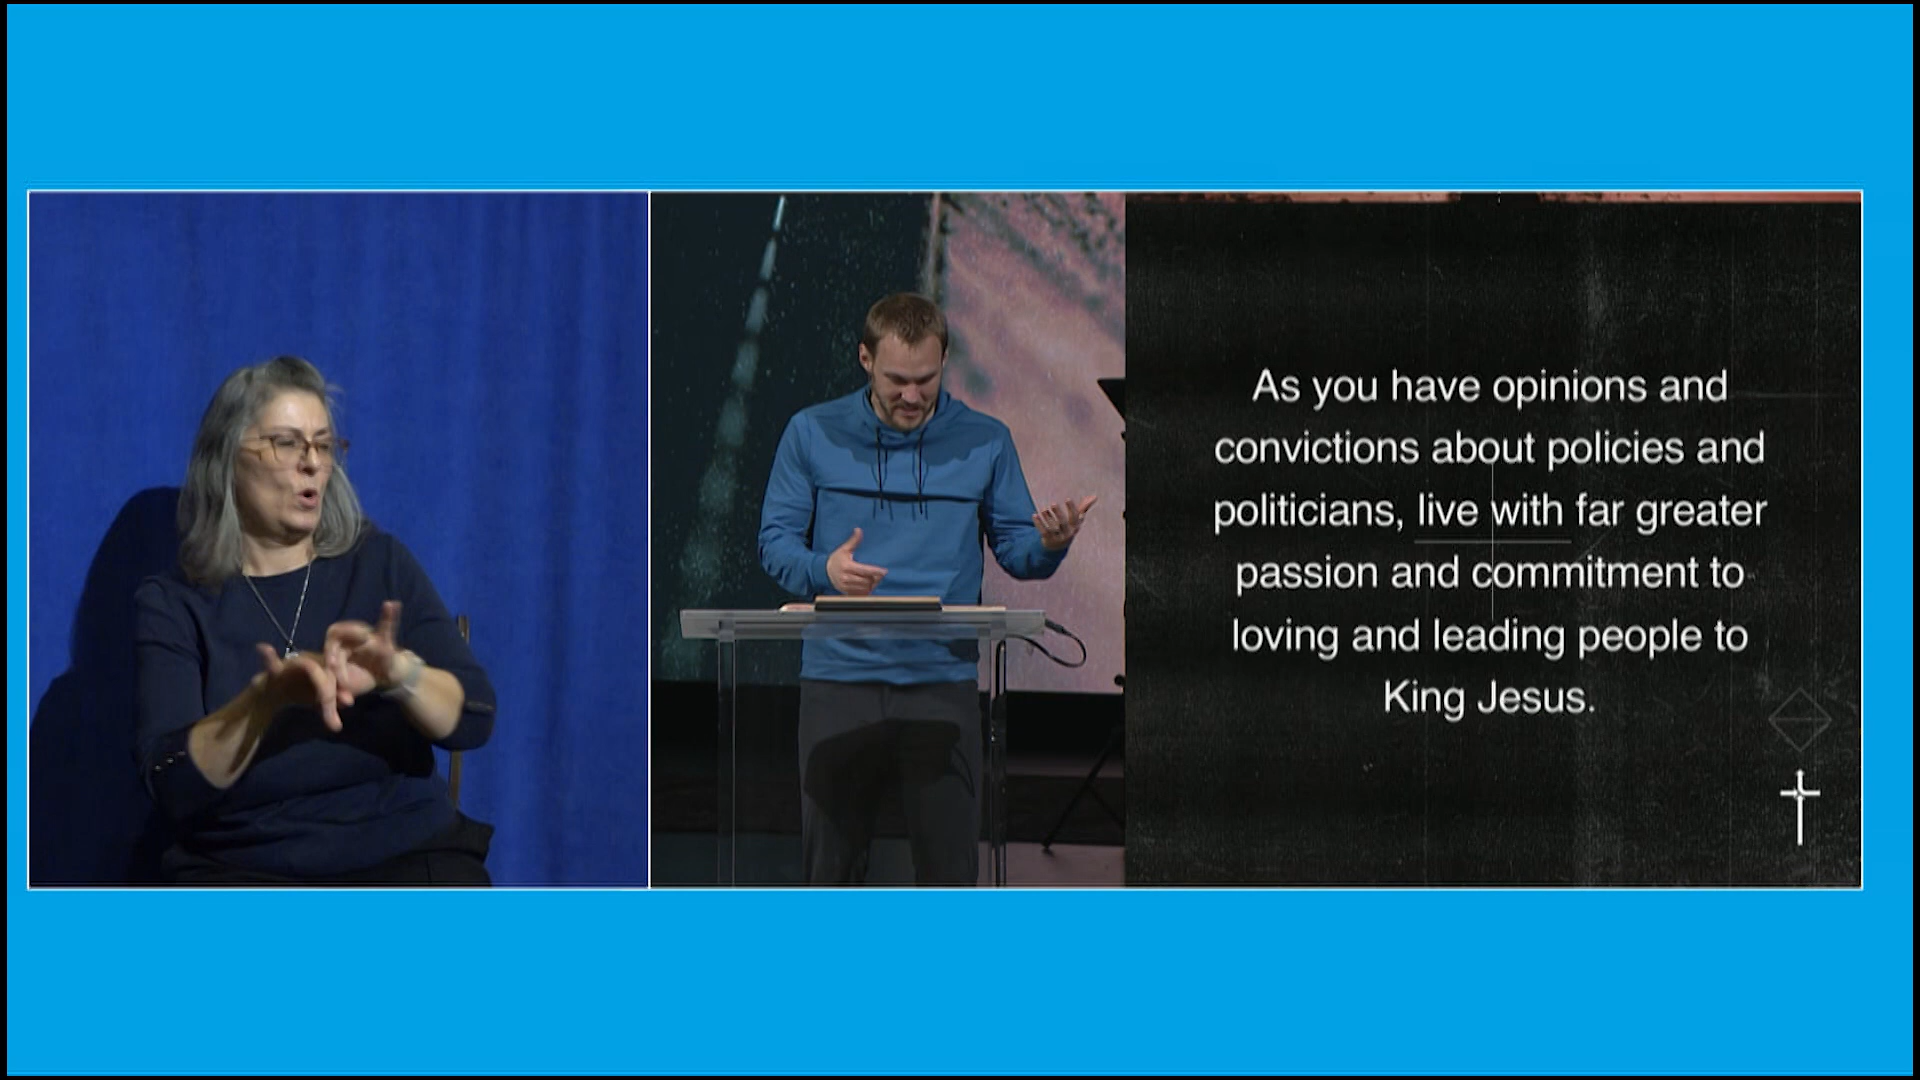 As you have opinions and
convictions about policies and
politicians, live with far greater
passion and commitment to
loving and leading people to
King Jesus.